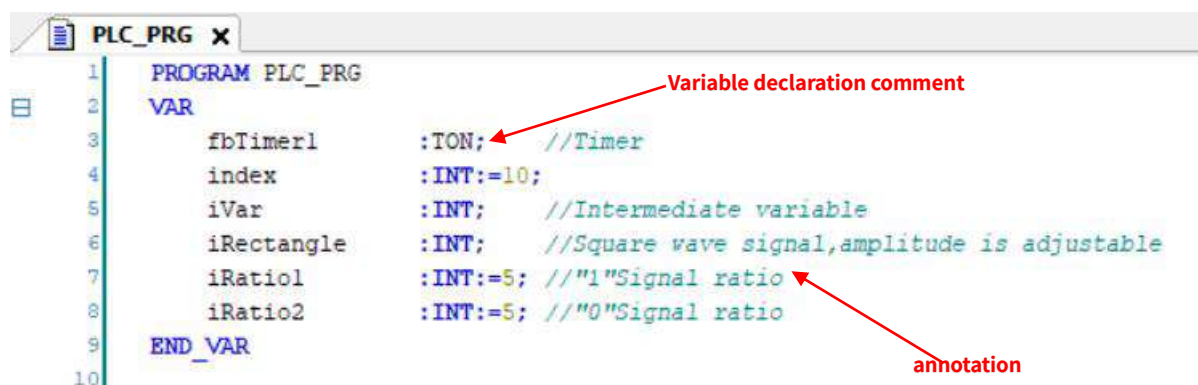 PLC_PRG X
1 PROGRAM PLC_PRG
Variable declaration comment
2 VAR
3 fbTimer1 :TON; //Timer
4 index :INT:=10;
5 iVar :INT; //Intermediate variable
6 iRectangle :INT; //Square wave signal,amplitude is adjustable
7 iRatio1 :INT:=5; //"1"Signal ratio
8 iRatio2 :INT:=5; //"0"Signal ratio
9 END_VAR
annotation
10